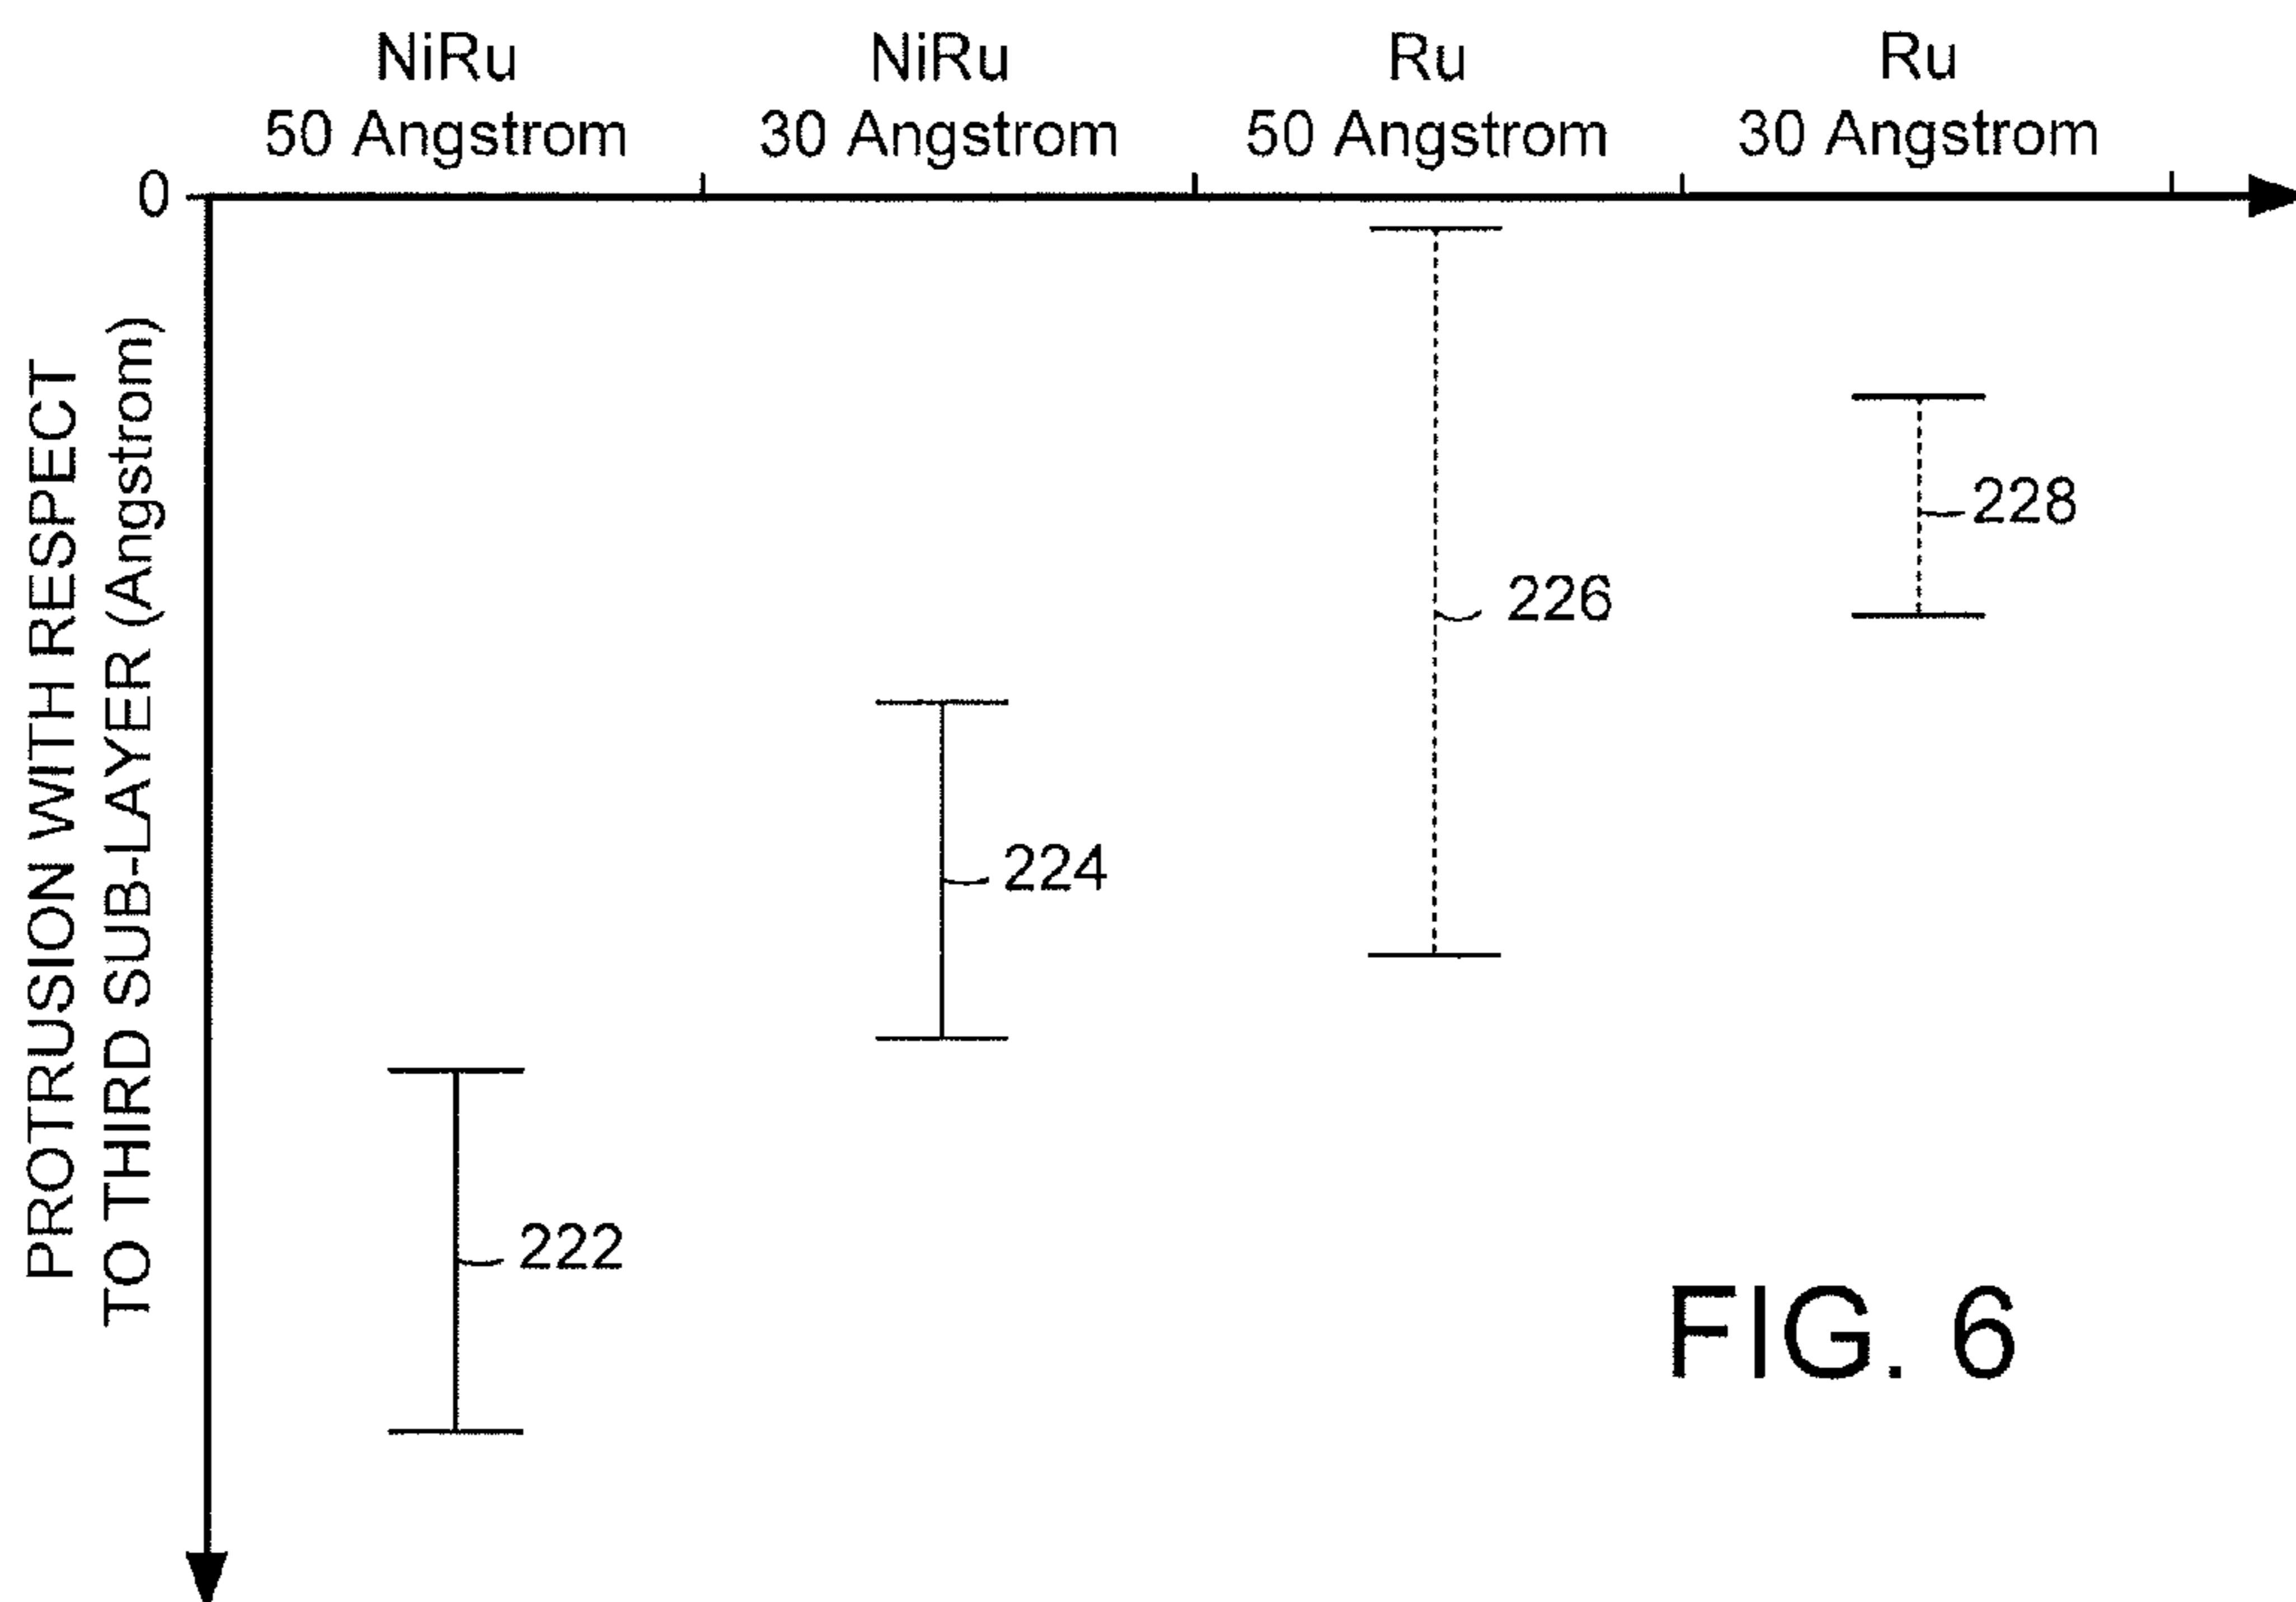 NiRu
50 Angstrom
NiRu
30 Angstrom
Ru
50 Angstrom
Ru
30 Angstrom
0
PROTRUSION WITH RESPECT
TO THIRD SUB-LAYER (Angstrom)
228
226
224
222
FIG. 6